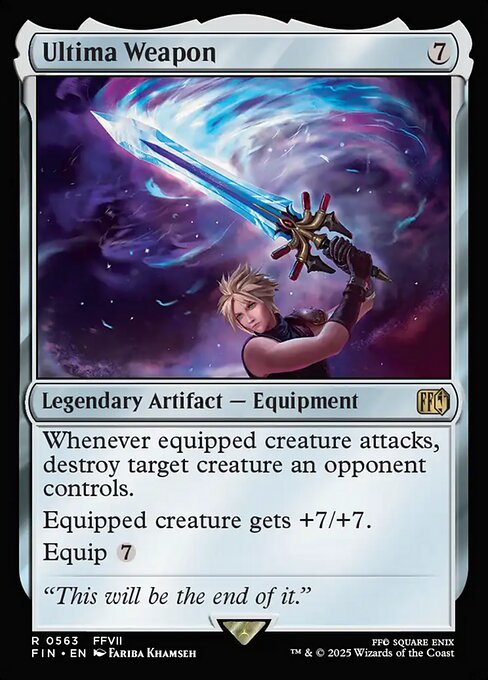 Ultima Weapon 7
Legendary Artifact — Equipment
Whenever equipped creature attacks,
destroy target creature an opponent
controls.
Equipped creature gets +7/+7.
Equip 7
“This will be the end of it.”
R 0563 FFVII
FIN • EN Fariba Khamseh
FF® SQUARE ENIX
™ & © 2025 Wizards of the Coast